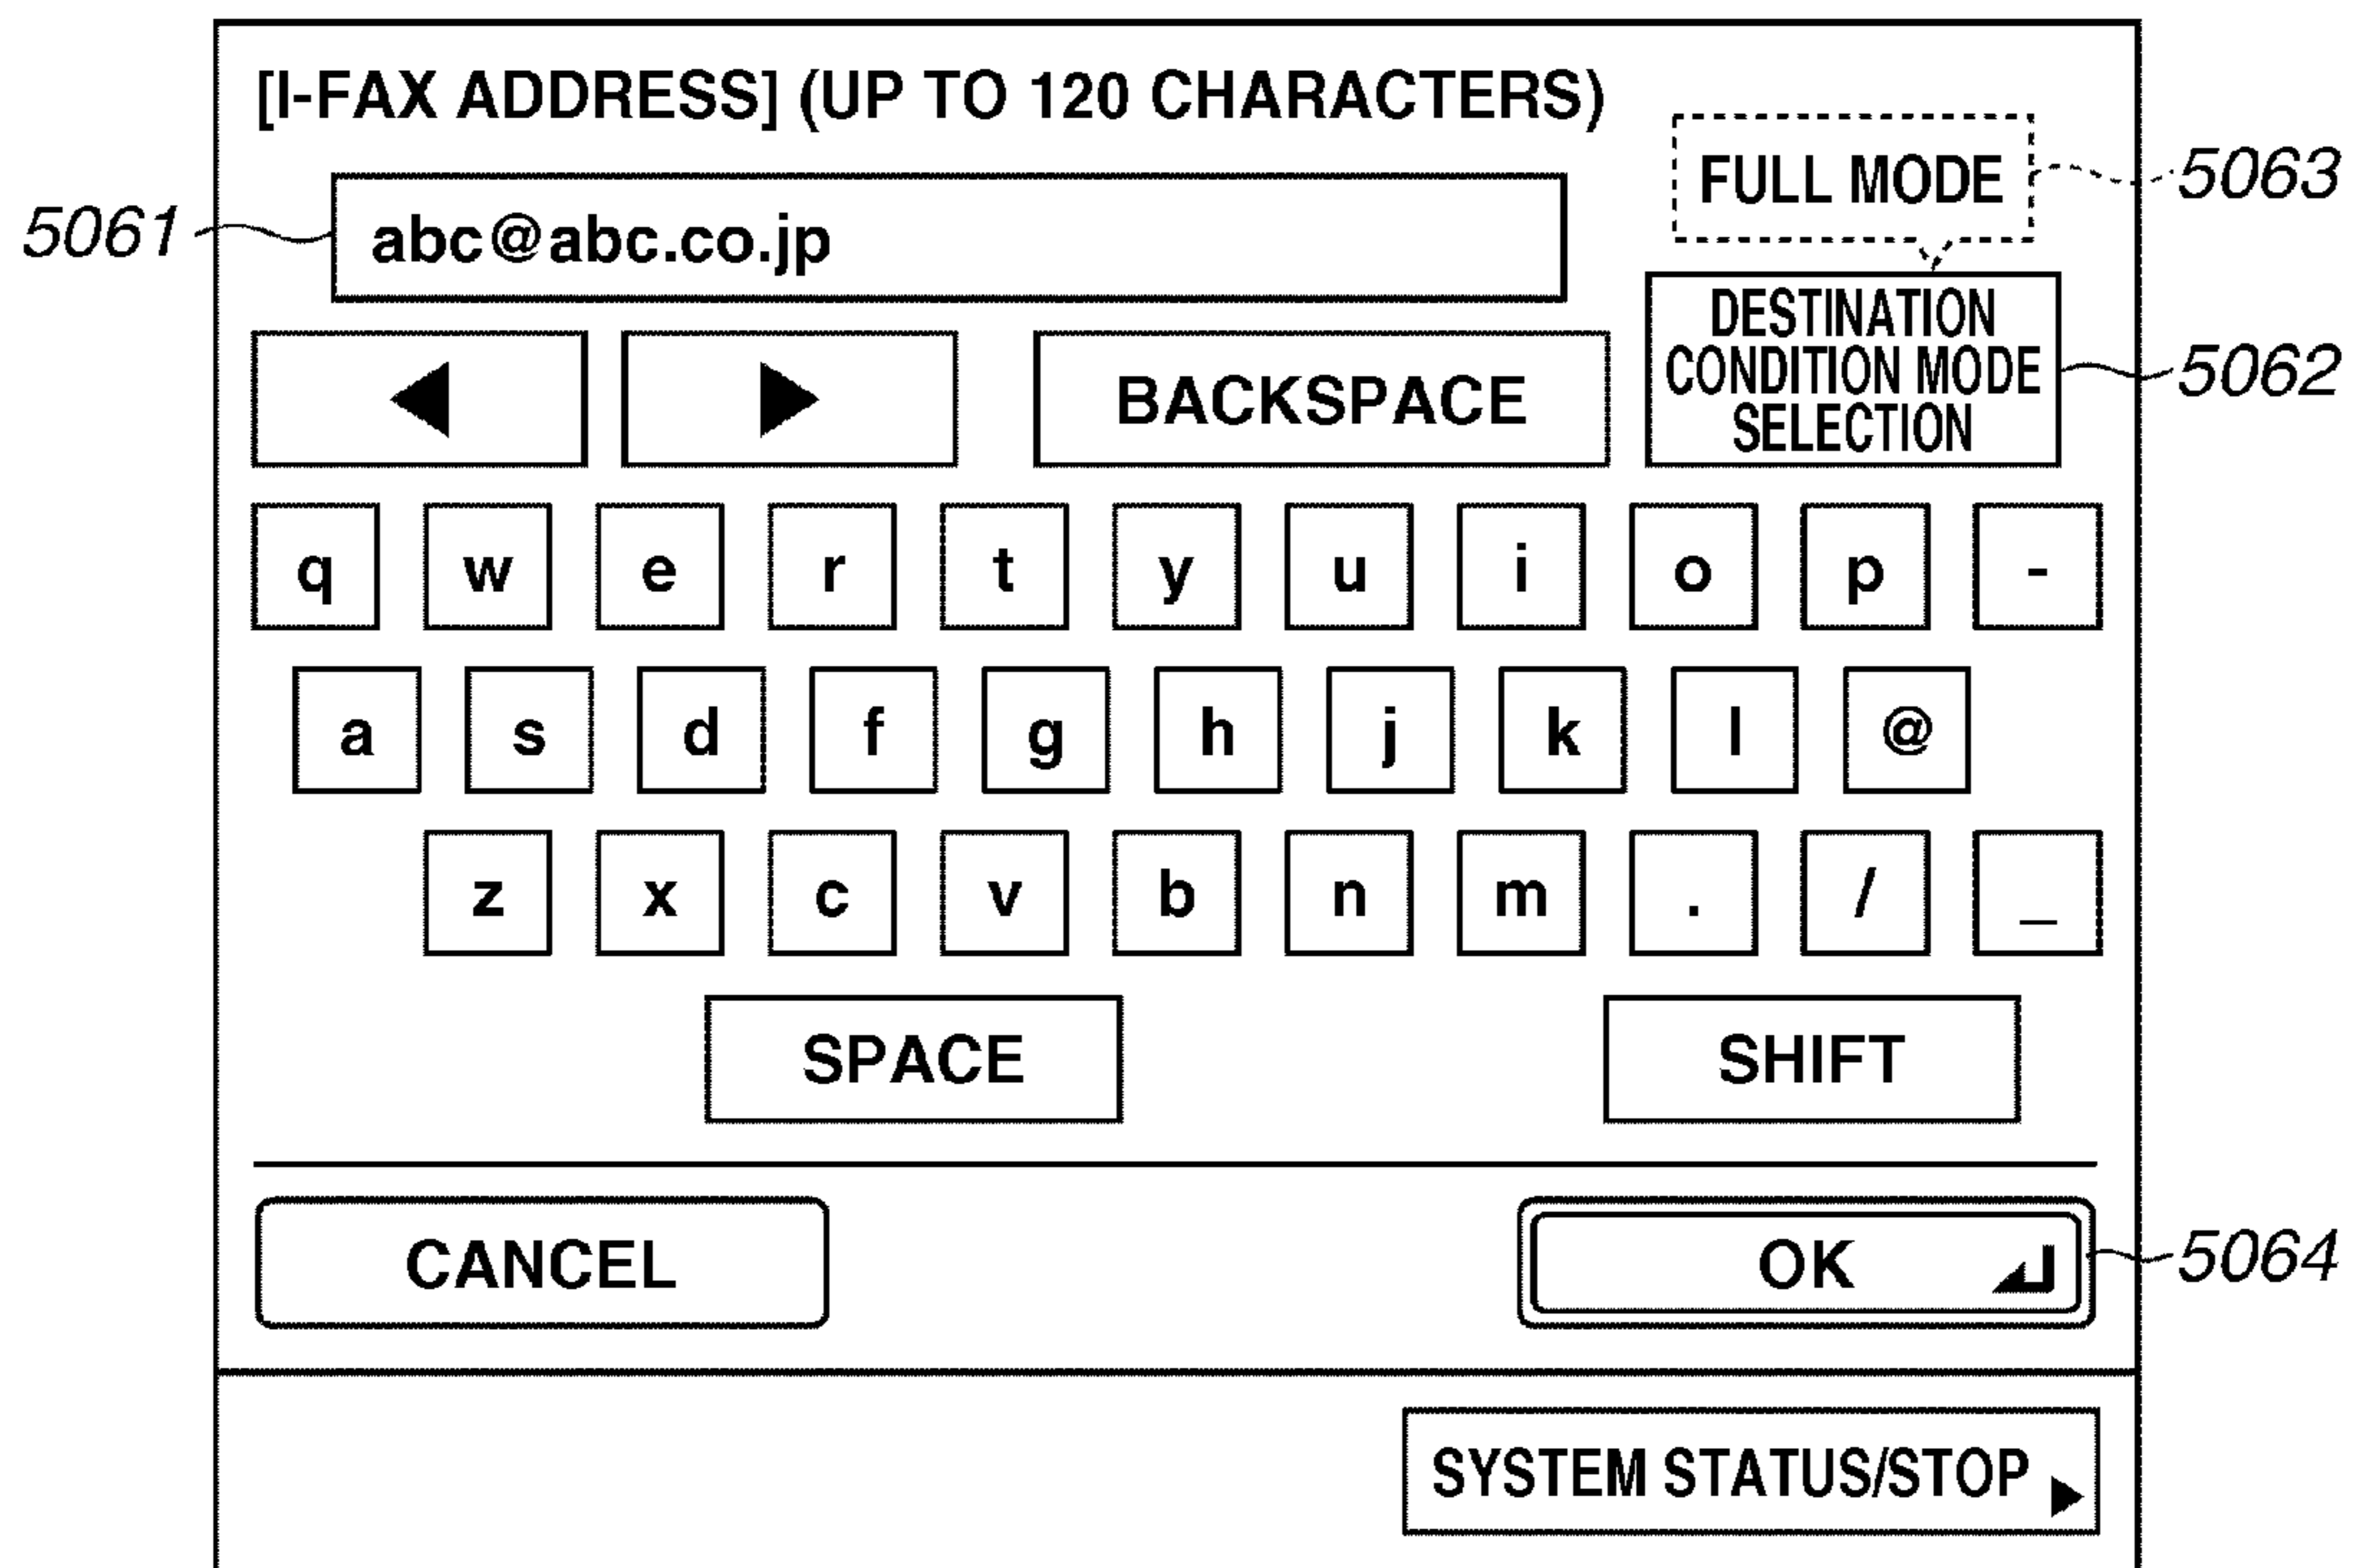 [I-FAX ADDRESS] (UP TO 120 CHARACTERS)
FULL MODE
5063
5061
abc@abc.co.jp
BACKSPACE
DESTINATION
CONDITION MODE
SELECTION
5062
q w e r t y u i o p -
a s d f g h j k l @
z x c v b n m . / _
SPACE SHIFT
CANCEL OK
5064
SYSTEM STATUS/STOP